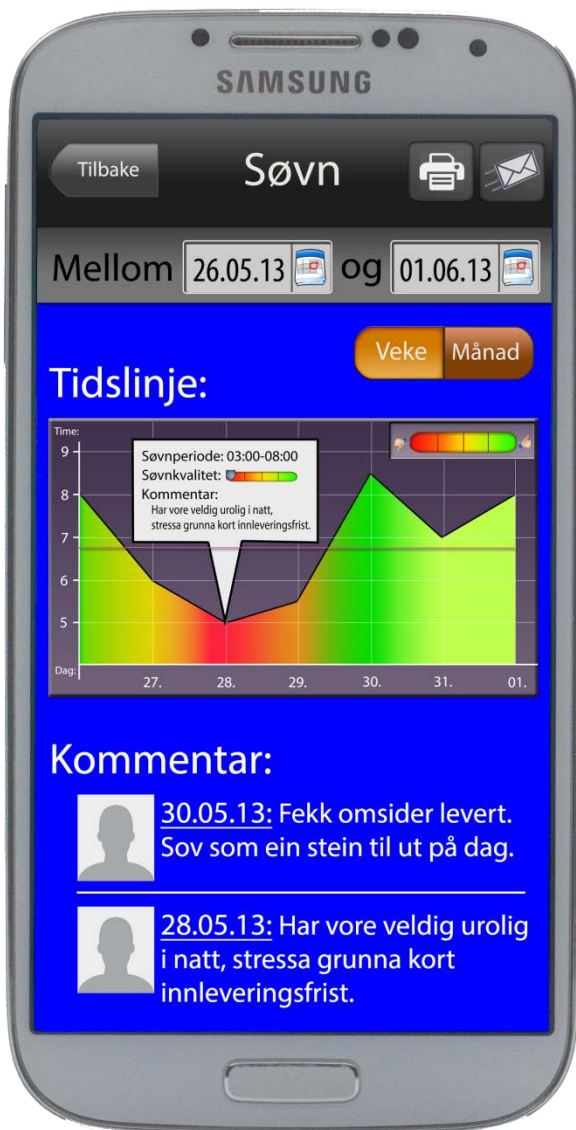 SAMSUNG
Tilbake
Søvn
Mellom 26.05.13 og 01.06.13
Veke Månad
Tidslinje:
Time:
9
Søvnperiode: 03:00-08:00
Søvnkvalitet:
Kommentar:
Har vore veldig urolig i natt,
stressa grunna kort innleveringsfrist.
8
7
6
5
Dag:
27. 28. 29. 30. 31. 01.
Kommentar:
30.05.13: Fekk omsider levert.
Sov som ein stein til ut på dag.
28.05.13: Har vore veldig urolig
i natt, stressa grunna kort
innleveringsfrist.